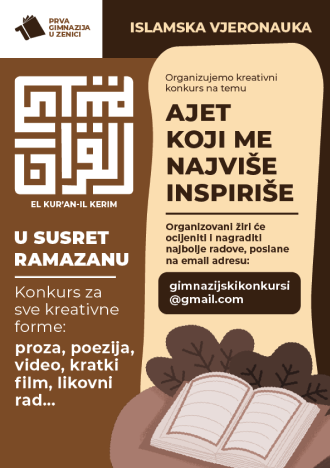 PRVA
GIMNAZIJA
U ZENICI
ISLAMSKA VJERONAUKA
EL KUR'AN-IL KERIM
U SUSRET
RAMAZANU
Konkurs za
sve kreativne
forme:
proza, poezija,
video, kratki
film, likovni
rad...
Organizujemo kreativni
konkurs na temu
AJET
KOJI ME
NAJVIŠE
INSPIRIŠE
Organizovani žiri će
ocijeniti i nagraditi
najbolje radove, poslane
na email adresu:
gimnazijskikonkursi
@gmail.com